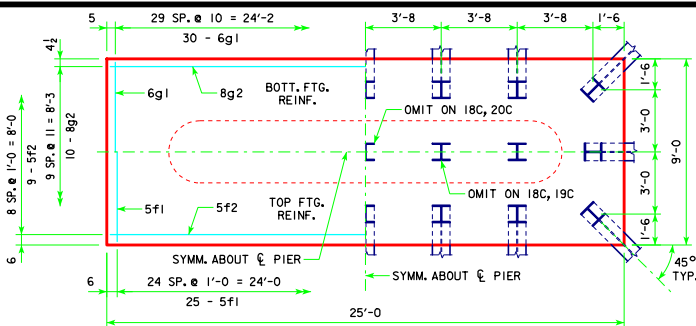 5
29 SP. @ 10 = 24'-2
30 - 6g1
3'-8
3'-8
3'-8
1'-6
4½
9 SP. @ 11 = 8'-3
10 - 8g2
8 SP. @ 1'-0 = 8'-0
9 - 5f2
6
6g1
8g2
BOTT. FTG.
REINF.
OMIT ON 18C, 20C
OMIT ON 18C, 19C
TOP FTG.
REINF.
5f1
5f2
SYMM. ABOUT ℄ PIER
SYMM. ABOUT ℄ PIER
1'-6
3'-0
3'-0
1'-6
9'-0
45°
TYP.
6
24 SP. @ 1'-0 = 24'-0
25 - 5f1
25'-0